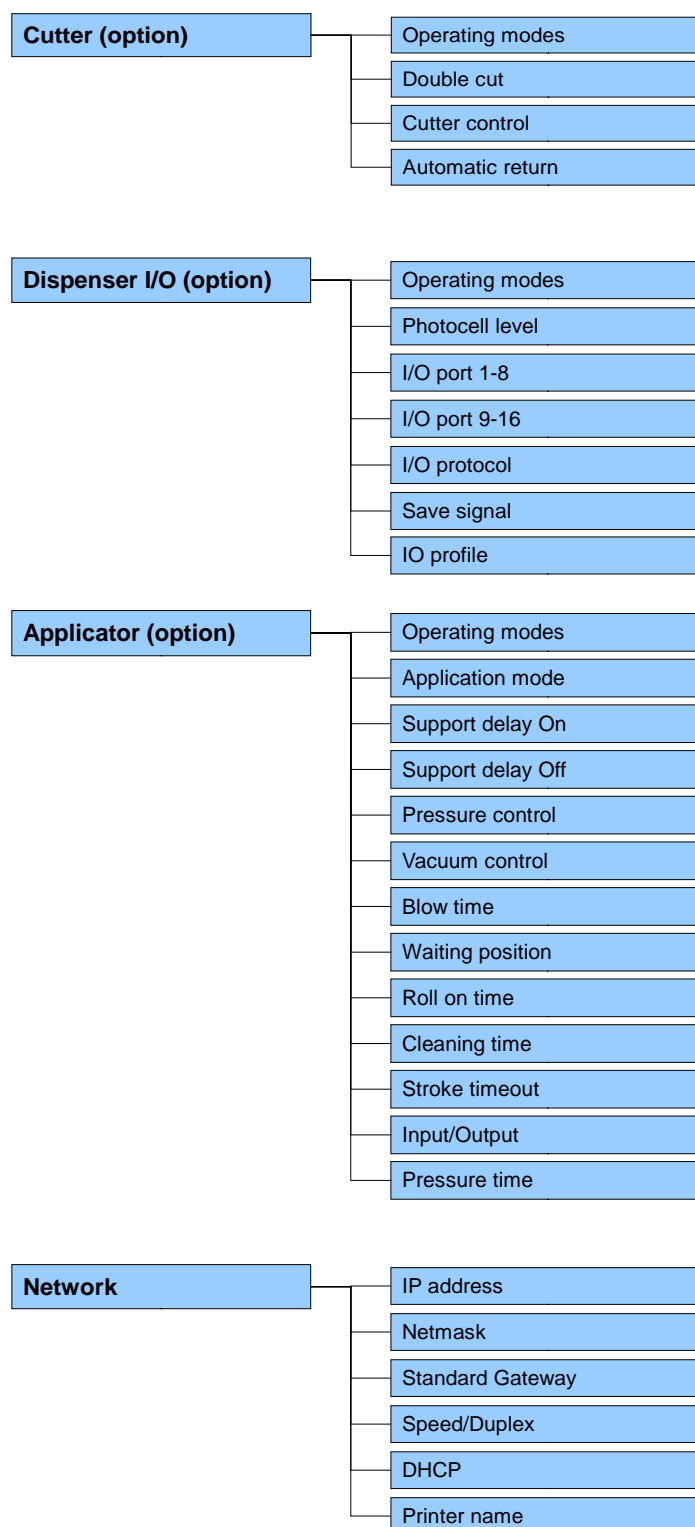 Cutter (option)
Operating modes
Double cut
Cutter control
Automatic return
Dispenser I/O (option)
Operating modes
Photocell level
I/O port 1-8
I/O port 9-16
I/O protocol
Save signal
IO profile
Applicator (option)
Operating modes
Application mode
Support delay On
Support delay Off
Pressure control
Vacuum control
Blow time
Waiting position
Roll on time
Cleaning time
Stroke timeout
Input/Output
Pressure time
Network
IP address
Netmask
Standard Gateway
Speed/Duplex
DHCP
Printer name